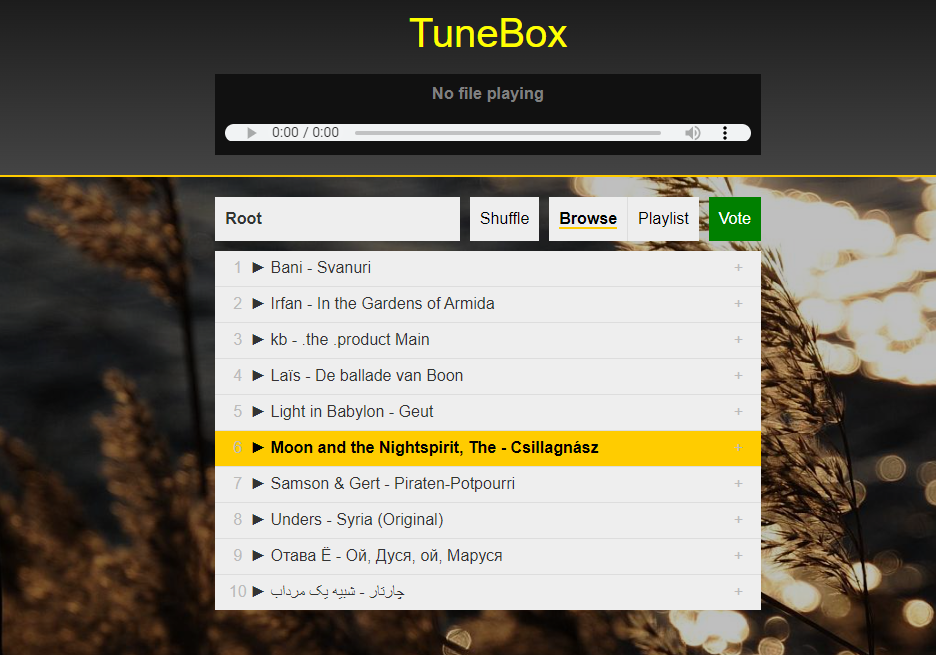 TuneBox
No file playing
0:00 / 0:00
Root
Shuffle
Browse
Playlist
Vote
1 ► Bani - Svanuri +
2 ► Irfan - In the Gardens of Armida +
3 ► kb - .the .product Main +
4 ► Laïs - De ballade van Boon +
5 ► Light in Babylon - Geut +
6 ► Moon and the Nightspirit, The - Csillagnász +
7 ► Samson & Gert - Piraten-Potpourri +
8 ► Unders - Syria (Original) +
9 ► Отава Ё - Ой, Дуся, ой, Маруся +
10 ► چارتار - شبیه یک مرداب +